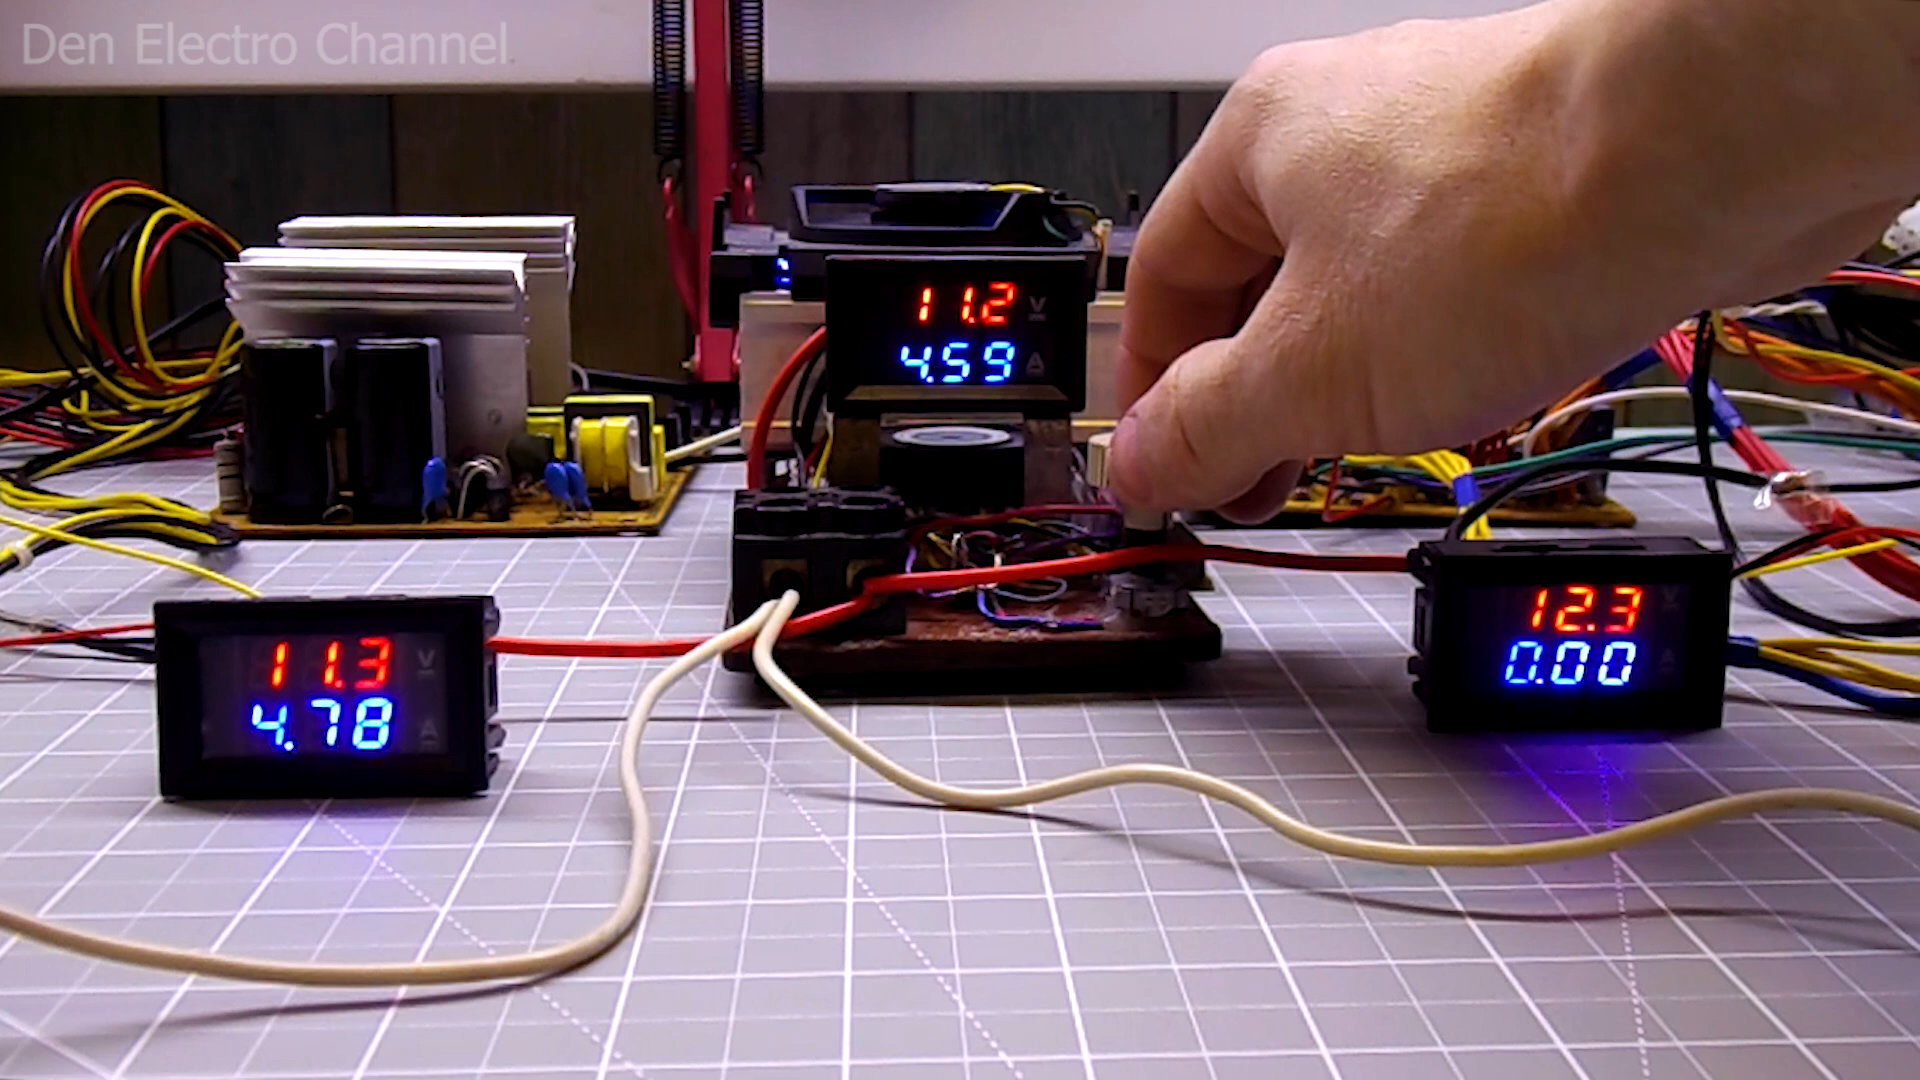 Den Electro Channel
11.2 V
4.59 A
11.3 V
4.78 A
12.3 V
0.00 A